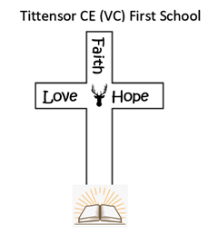 Tittensor CE (VC) First School
Faith
Love Hope